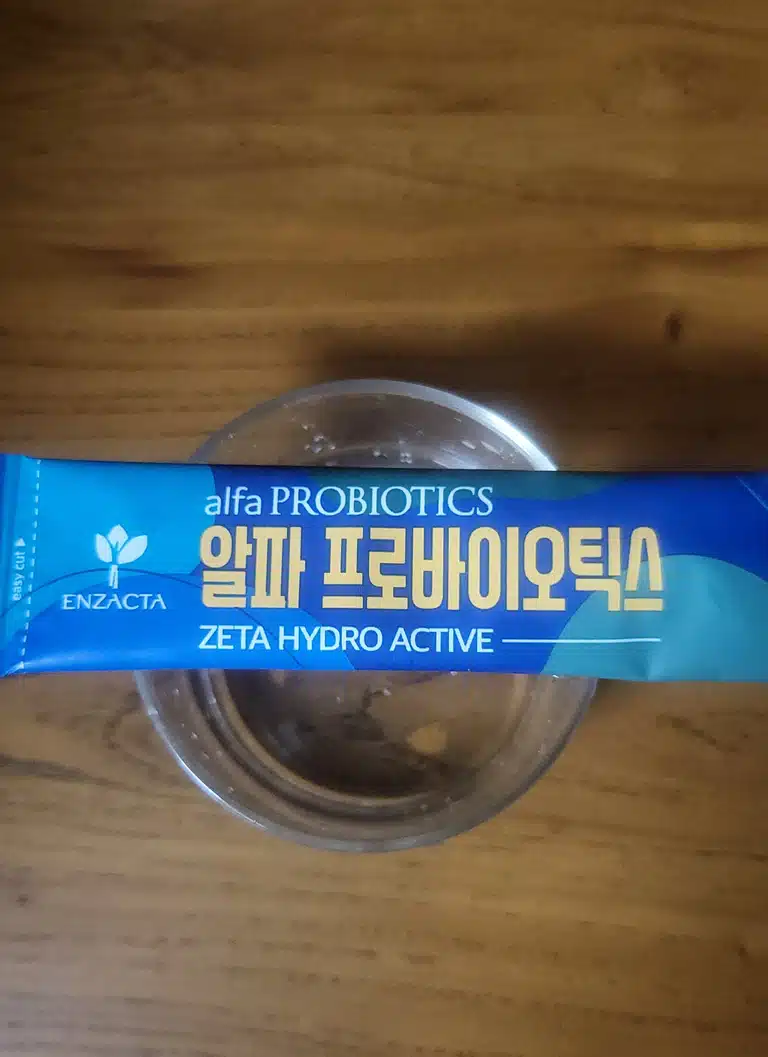 alfa PROBIOTICS
알파 프로바이오틱스
ZETA HYDRO ACTIVE
ENZACTA
easy cut